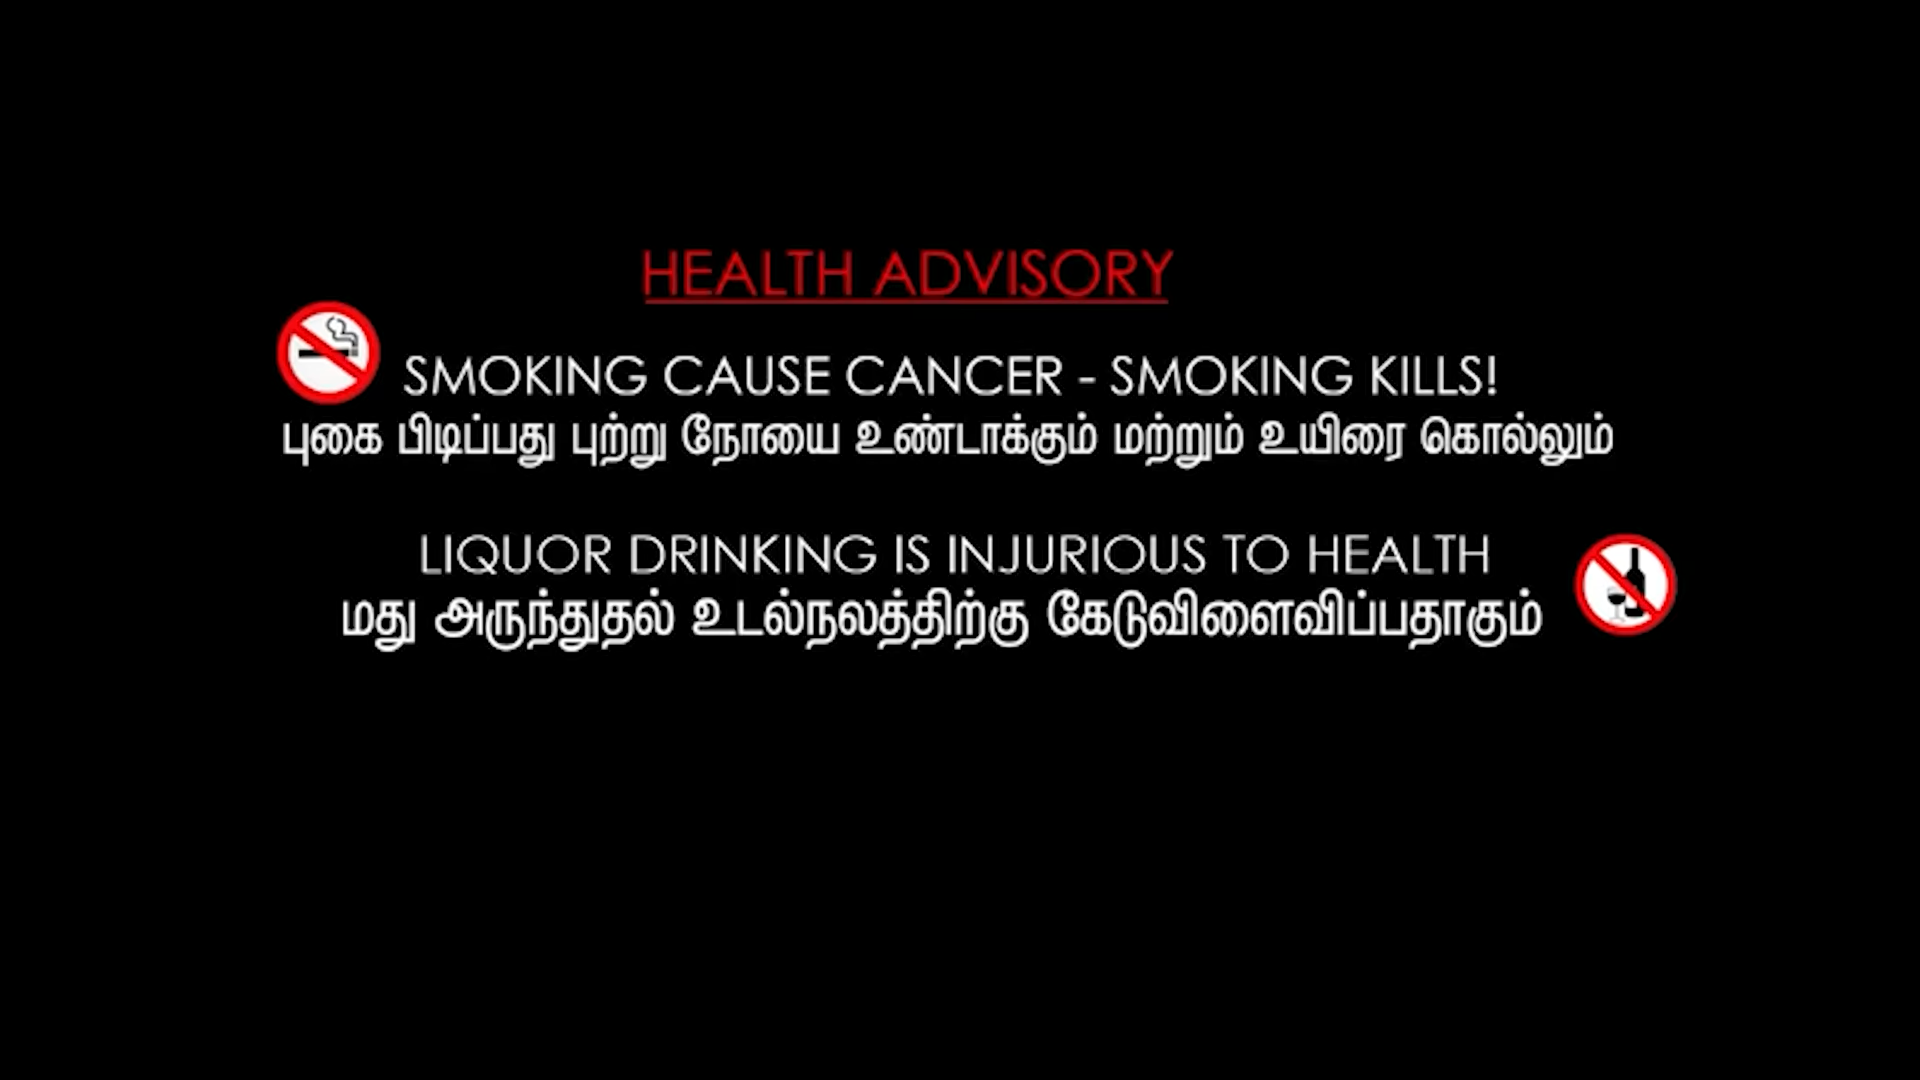 HEALTH ADVISORY
SMOKING CAUSE CANCER - SMOKING KILLS!
புகை பிடிப்பது புற்று நோயை உண்டாக்கும் மற்றும் உயிரை கொல்லும்
LIQUOR DRINKING IS INJURIOUS TO HEALTH
மது அருந்துதல் உடல்நலத்திற்கு கேடுவிளைவிப்பதாகும்